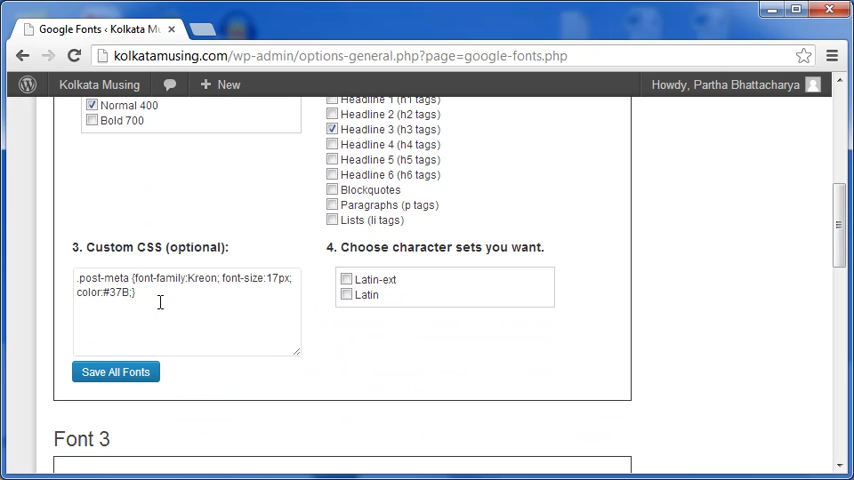 Google Fonts ‹ Kolkata Mu
kolkatamusing.com/wp-admin/options-general.php?page=google-fonts.php
Kolkata Musing
New
Howdy, Partha Bhattacharya
Normal 400
Bold 700
Headline 1 (h1 tags)
Headline 2 (h2 tags)
Headline 3 (h3 tags)
Headline 4 (h4 tags)
Headline 5 (h5 tags)
Headline 6 (h6 tags)
Blockquotes
Paragraphs (p tags)
Lists (li tags)
3. Custom CSS (optional):
.post-meta {font-family:Kreon; font-size:17px;
color:#37B;}
Save All Fonts
4. Choose character sets you want.
Latin-ext
Latin
Font 3